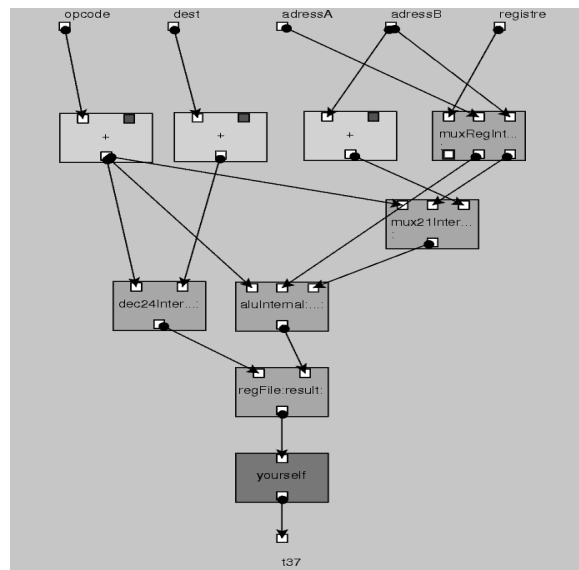 opcode dest adressA adressB registre
+ + + muxRegInt...
:
mux21Inter...
:
dec24Inter...: aluInternal:...:
regFile:result:
yourself
t37